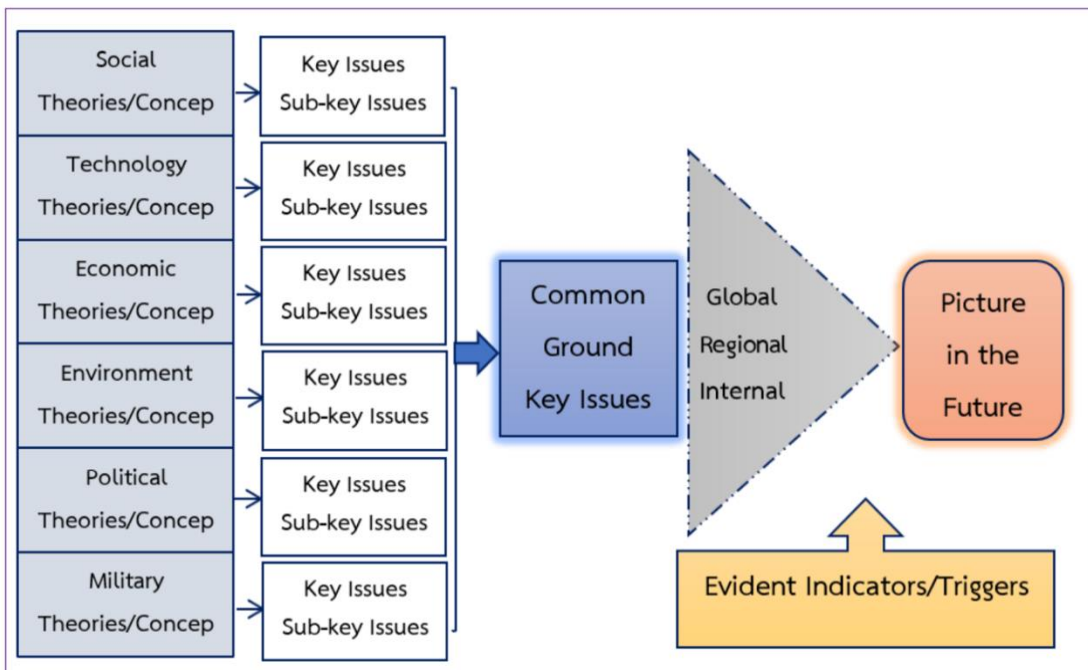 Social
Theories/Concep
Key Issues
Sub-key Issues
Technology
Theories/Concep
Key Issues
Sub-key Issues
Economic
Theories/Concep
Key Issues
Sub-key Issues
Environment
Theories/Concep
Key Issues
Sub-key Issues
Political
Theories/Concep
Key Issues
Sub-key Issues
Military
Theories/Concep
Key Issues
Sub-key Issues
Common
Ground
Key Issues
Global
Regional
Internal
Picture
in the
Future
Evident Indicators/Triggers